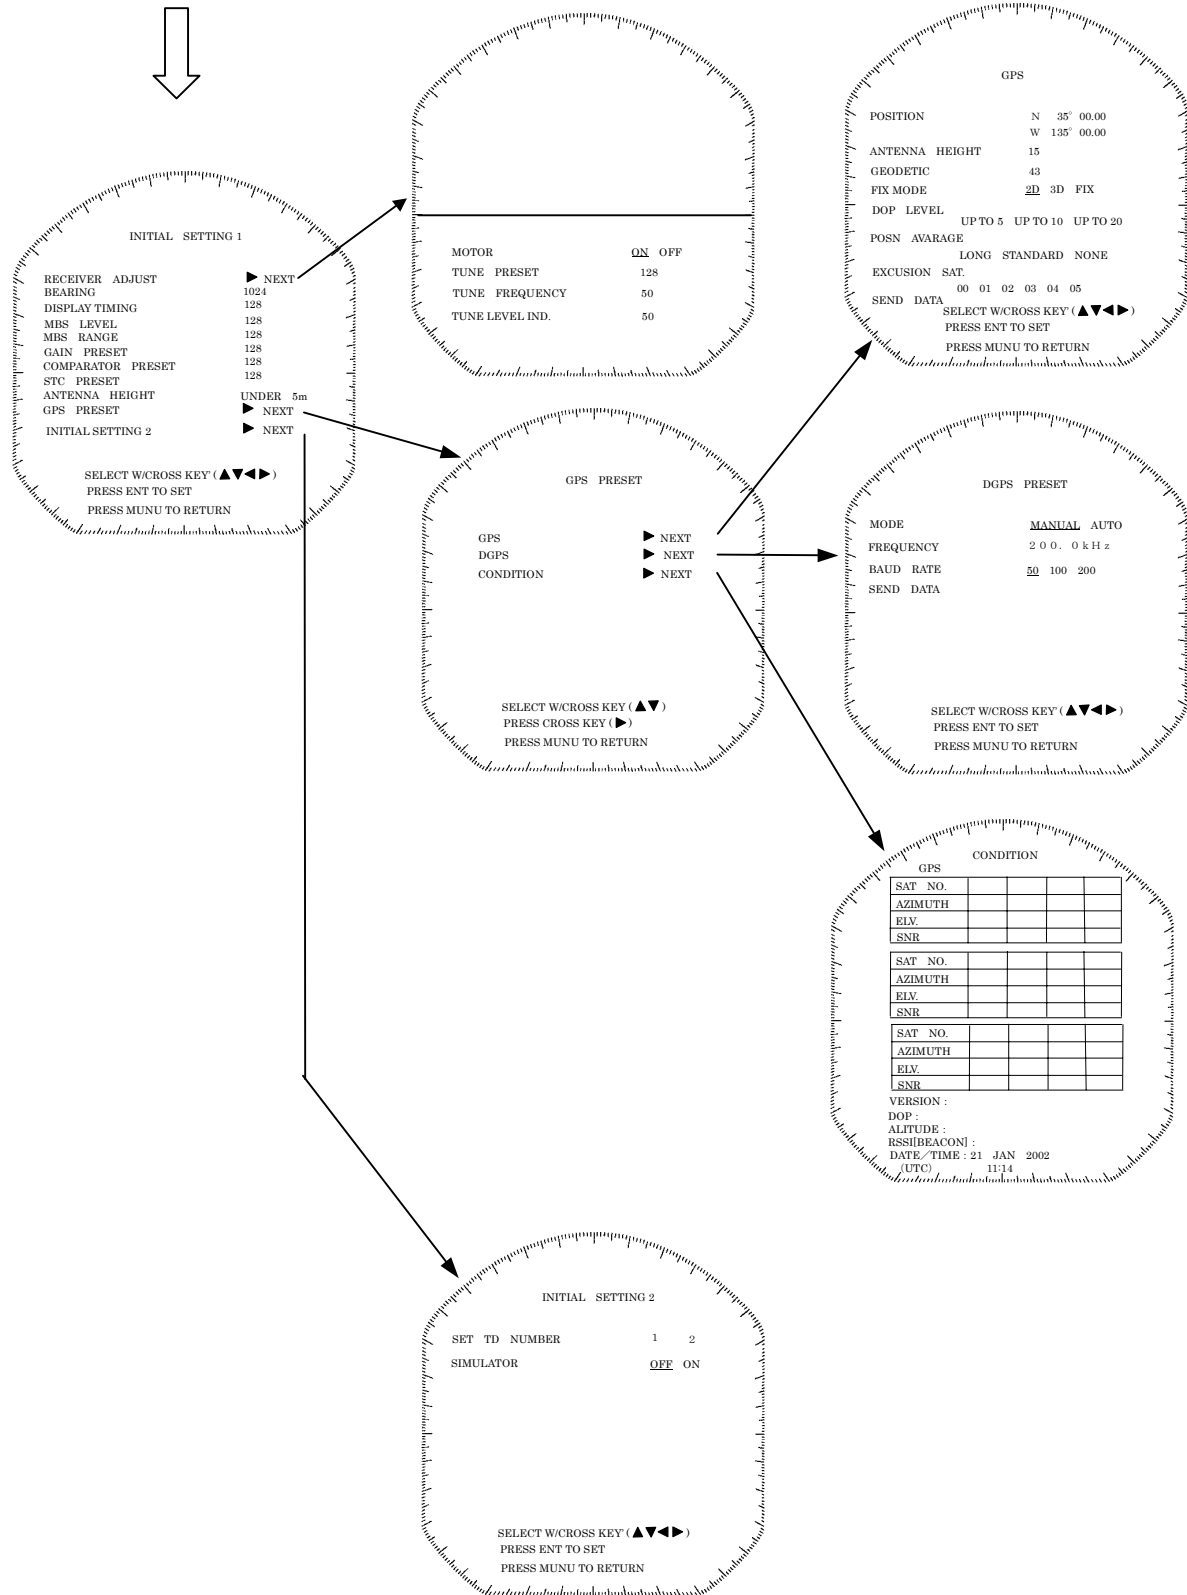 INITIAL SETTING 1
RECEIVER ADJUST ▶ NEXT
BEARING 1024
DISPLAY TIMING 128
MBS LEVEL 128
MBS RANGE 128
GAIN PRESET 128
COMPARATOR PRESET 128
STC PRESET 128
ANTENNA HEIGHT UNDER 5m
GPS PRESET ▶ NEXT
INITIAL SETTING 2 ▶ NEXT
SELECT W/CROSS KEY' ( ▲▼◀▶ )
PRESS ENT TO SET
PRESS MUNU TO RETURN
MOTOR ON OFF
TUNE PRESET 128
TUNE FREQUENCY 50
TUNE LEVEL IND. 50
GPS
POSITION N 35° 00.00
W 135° 00.00
ANTENNA HEIGHT 15
GEODETIC 43
FIX MODE 2D 3D FIX
DOP LEVEL
UP TO 5 UP TO 10 UP TO 20
POSN AVARAGE
LONG STANDARD NONE
EXCUSION SAT.
00 01 02 03 04 05
SEND DATA
SELECT W/CROSS KEY' ( ▲▼◀▶ )
PRESS ENT TO SET
PRESS MUNU TO RETURN
GPS PRESET
GPS ▶ NEXT
DGPS ▶ NEXT
CONDITION ▶ NEXT
SELECT W/CROSS KEY ( ▲▼ )
PRESS CROSS KEY ( ▶ )
PRESS MUNU TO RETURN
DGPS PRESET
MODE MANUAL AUTO
FREQUENCY 200. 0kHz
BAUD RATE 50 100 200
SEND DATA
SELECT W/CROSS KEY' ( ▲▼◀▶ )
PRESS ENT TO SET
PRESS MUNU TO RETURN
CONDITION
GPS
SAT NO.
AZIMUTH
ELV.
SNR
SAT NO.
AZIMUTH
ELV.
SNR
SAT NO.
AZIMUTH
ELV.
SNR
VERSION :
DOP :
ALITUDE :
RSSI[BEACON] :
DATE／TIME : 21 JAN 2002
(UTC) 11:14
INITIAL SETTING 2
SET TD NUMBER 1 2
SIMULATOR OFF ON
SELECT W/CROSS KEY' ( ▲▼◀▶ )
PRESS ENT TO SET
PRESS MUNU TO RETURN